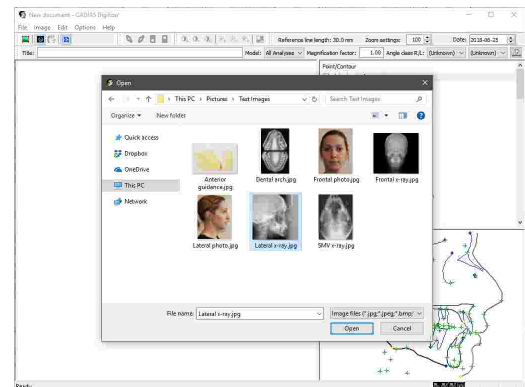 New document - GADIAS Digitizer
File Image Edit Options Help
Reference line length: 30.0 mm Zoom settings: 100 Date: 2018-06-25
Title: Model: All Analyses Magnification factor: 1.00 Angle class R/L: (Unknown) (Unknown)
Point/Contour
Open
This PC › Pictures › Test Images Search Test Images
Organize New folder
Quick access
Dropbox
OneDrive
This PC
Network
Anterior guidance.jpg
Dental arch.jpg
Frontal photo.jpg
Frontal x-ray.jpg
Lateral photo.jpg
Lateral x-ray.jpg
SMV x-ray.jpg
File name: Lateral x-ray.jpg Image files (*.jpg;*.jpeg;*.bmp;
Open Cancel
Ready